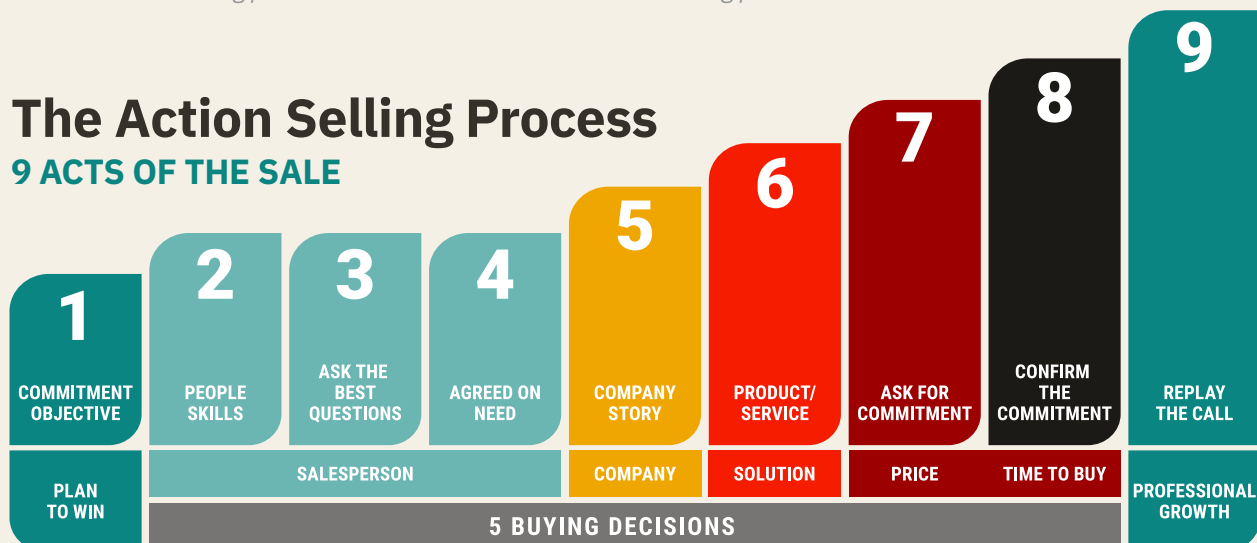 The Action Selling Process
9 ACTS OF THE SALE
1
COMMITMENT
OBJECTIVE
2
PEOPLE
SKILLS
3
ASK THE
BEST
QUESTIONS
4
AGREED ON
NEED
5
COMPANY
STORY
6
PRODUCT/
SERVICE
7
ASK FOR
COMMITMENT
8
CONFIRM
THE
COMMITMENT
9
REPLAY
THE CALL
PLAN
TO WIN
SALESPERSON
COMPANY
SOLUTION
PRICE
TIME TO BUY
PROFESSIONAL
GROWTH
5 BUYING DECISIONS